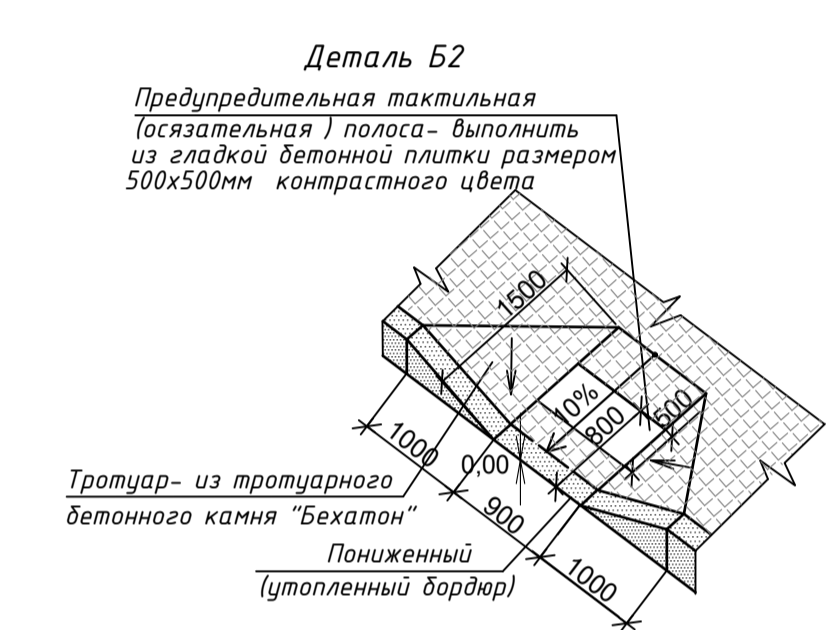 Деталь Б2
Предупредительная тактильная
(осязательная ) полоса- выполнить
из гладкой бетонной плитки размером
500х500мм контрастного цвета
1500
10%
800
500
1000
0,00
900
1000
Тротуар- из тротуарного
бетонного камня "Бехатон"
Пониженный
(утопленный бордюр)